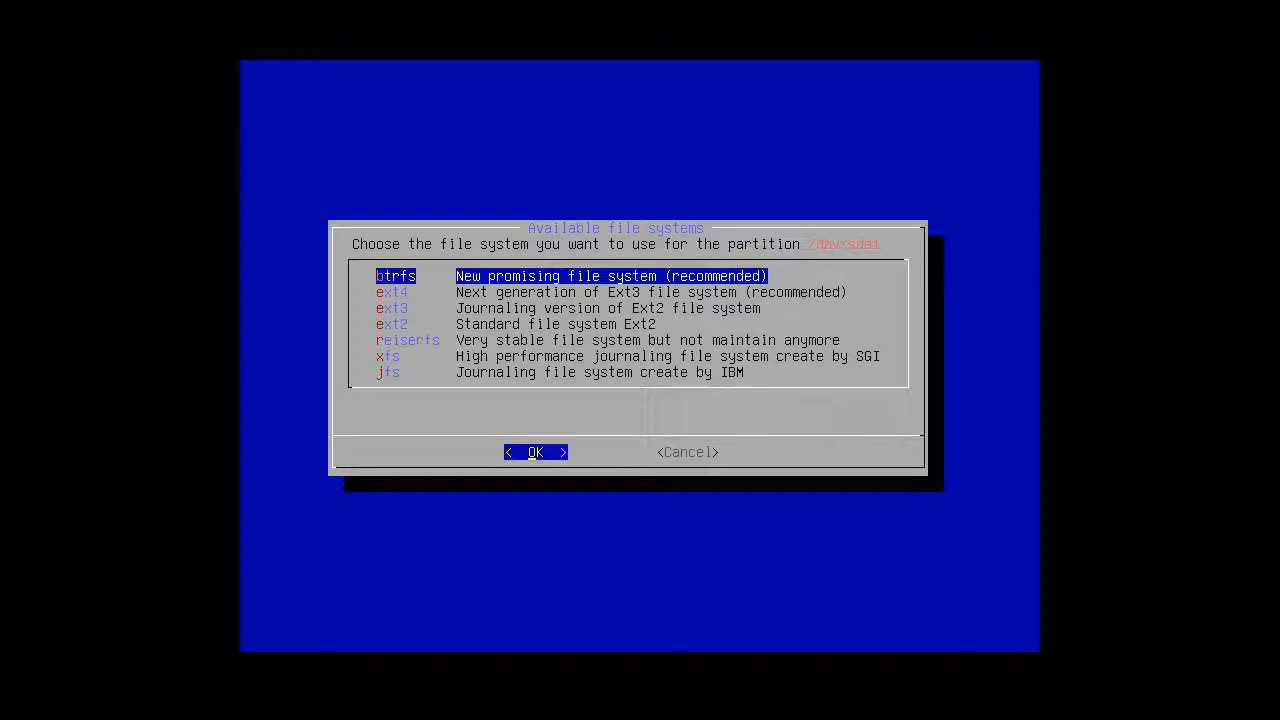 Available file systems
Choose the file system you want to use for the partition
btrfs New promising file system (recommended)
ext4 Next generation of Ext3 file system (recommended)
ext3 Journaling version of Ext2 file system
ext2 Standard file system Ext2
reiserfs Very stable file system but not maintain anymore
xfs High performance journaling file system create by SGI
jfs Journaling file system create by IBM
< OK > <Cancel>